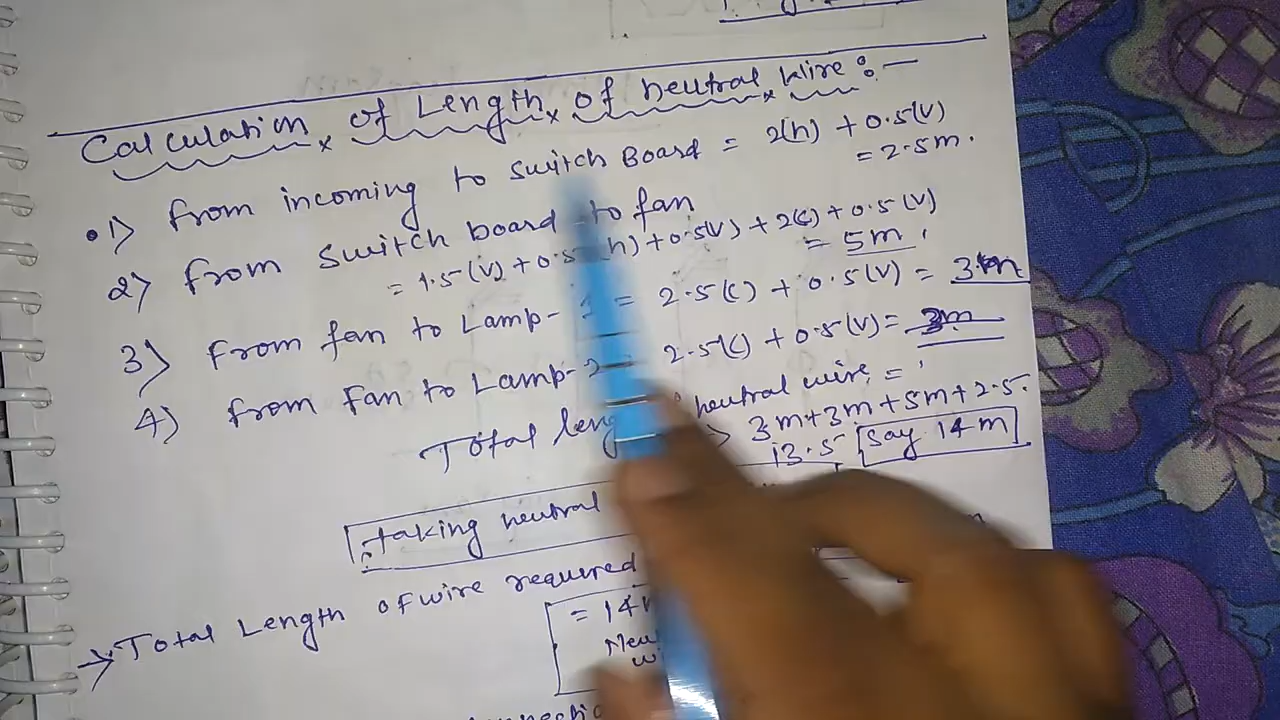 Calculation of Length of neutral wire :-
1) from incoming to switch Board = 2(h) + 0.5(v)
= 2.5m.
2) from switch board to fan
= 1.5(v) + 0.5(h) + 0.5(v) + 2(c) + 0.5(v)
= 5m.
3) from fan to Lamp- = 2.5(c) + 0.5(v) = 3m
4) from Fan to Lamp-2 2.5(c) + 0.5(v) = 3m
Total neutral wire =
3m+3m+5m+2.5.
13.5 say 14m
taking neutral
→ Total Length of wire required
= 14